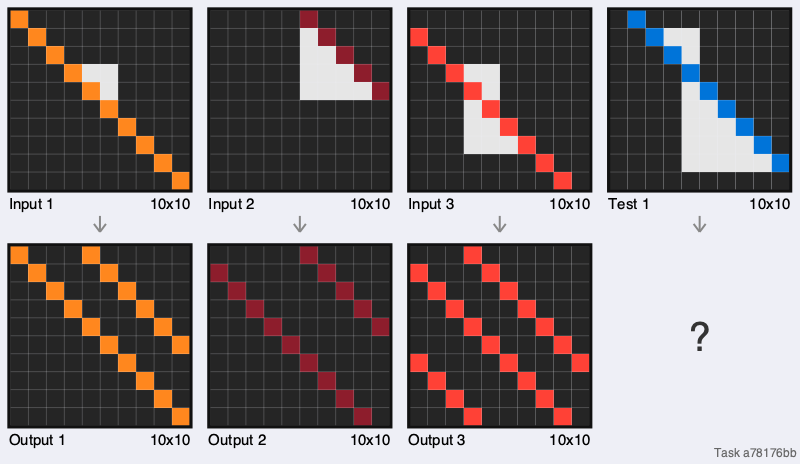 Input 1 10x10
Input 2 10x10
Input 3 10x10
Test 1 10x10
?
Output 1 10x10
Output 2 10x10
Output 3 10x10
Task a78176bb